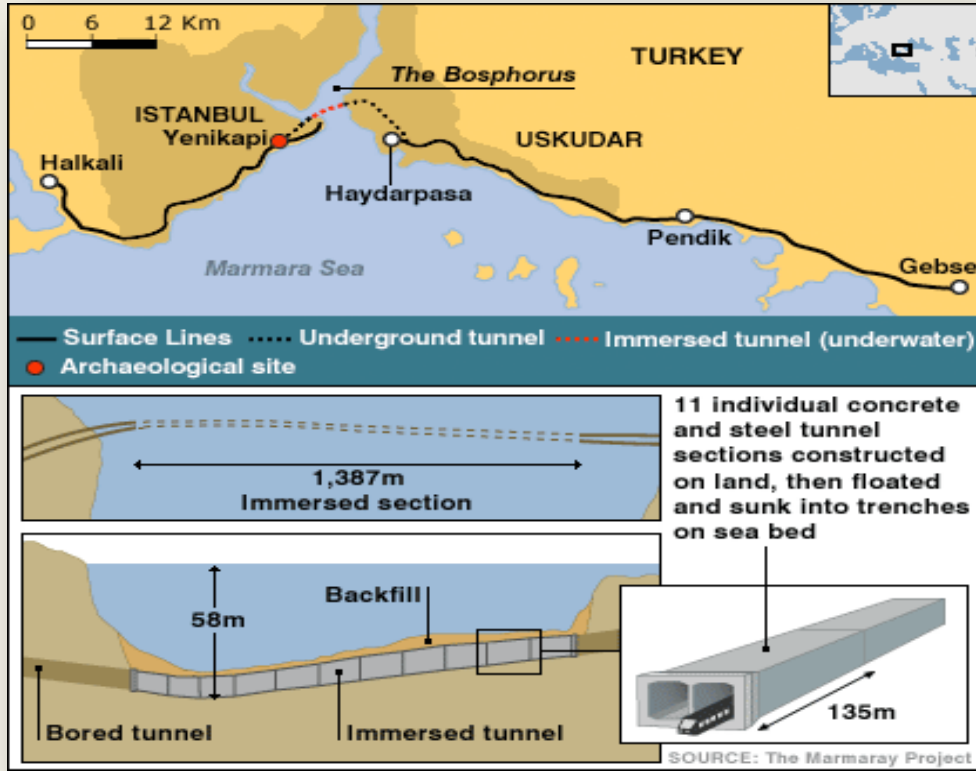 0 6 12 Km
The Bosphorus
TURKEY
ISTANBUL
Yenikapi
USKUDAR
Halkali
Haydarpasa
Pendik
Gebse
Marmara Sea
Surface Lines
Underground tunnel
Immersed tunnel (underwater)
Archaeological site
1,387m
Immersed section
11 individual concrete
and steel tunnel
sections constructed
on land, then floated
and sunk into trenches
on sea bed
58m
Backfill
Bored tunnel
Immersed tunnel
135m
SOURCE: The Marmaray Project